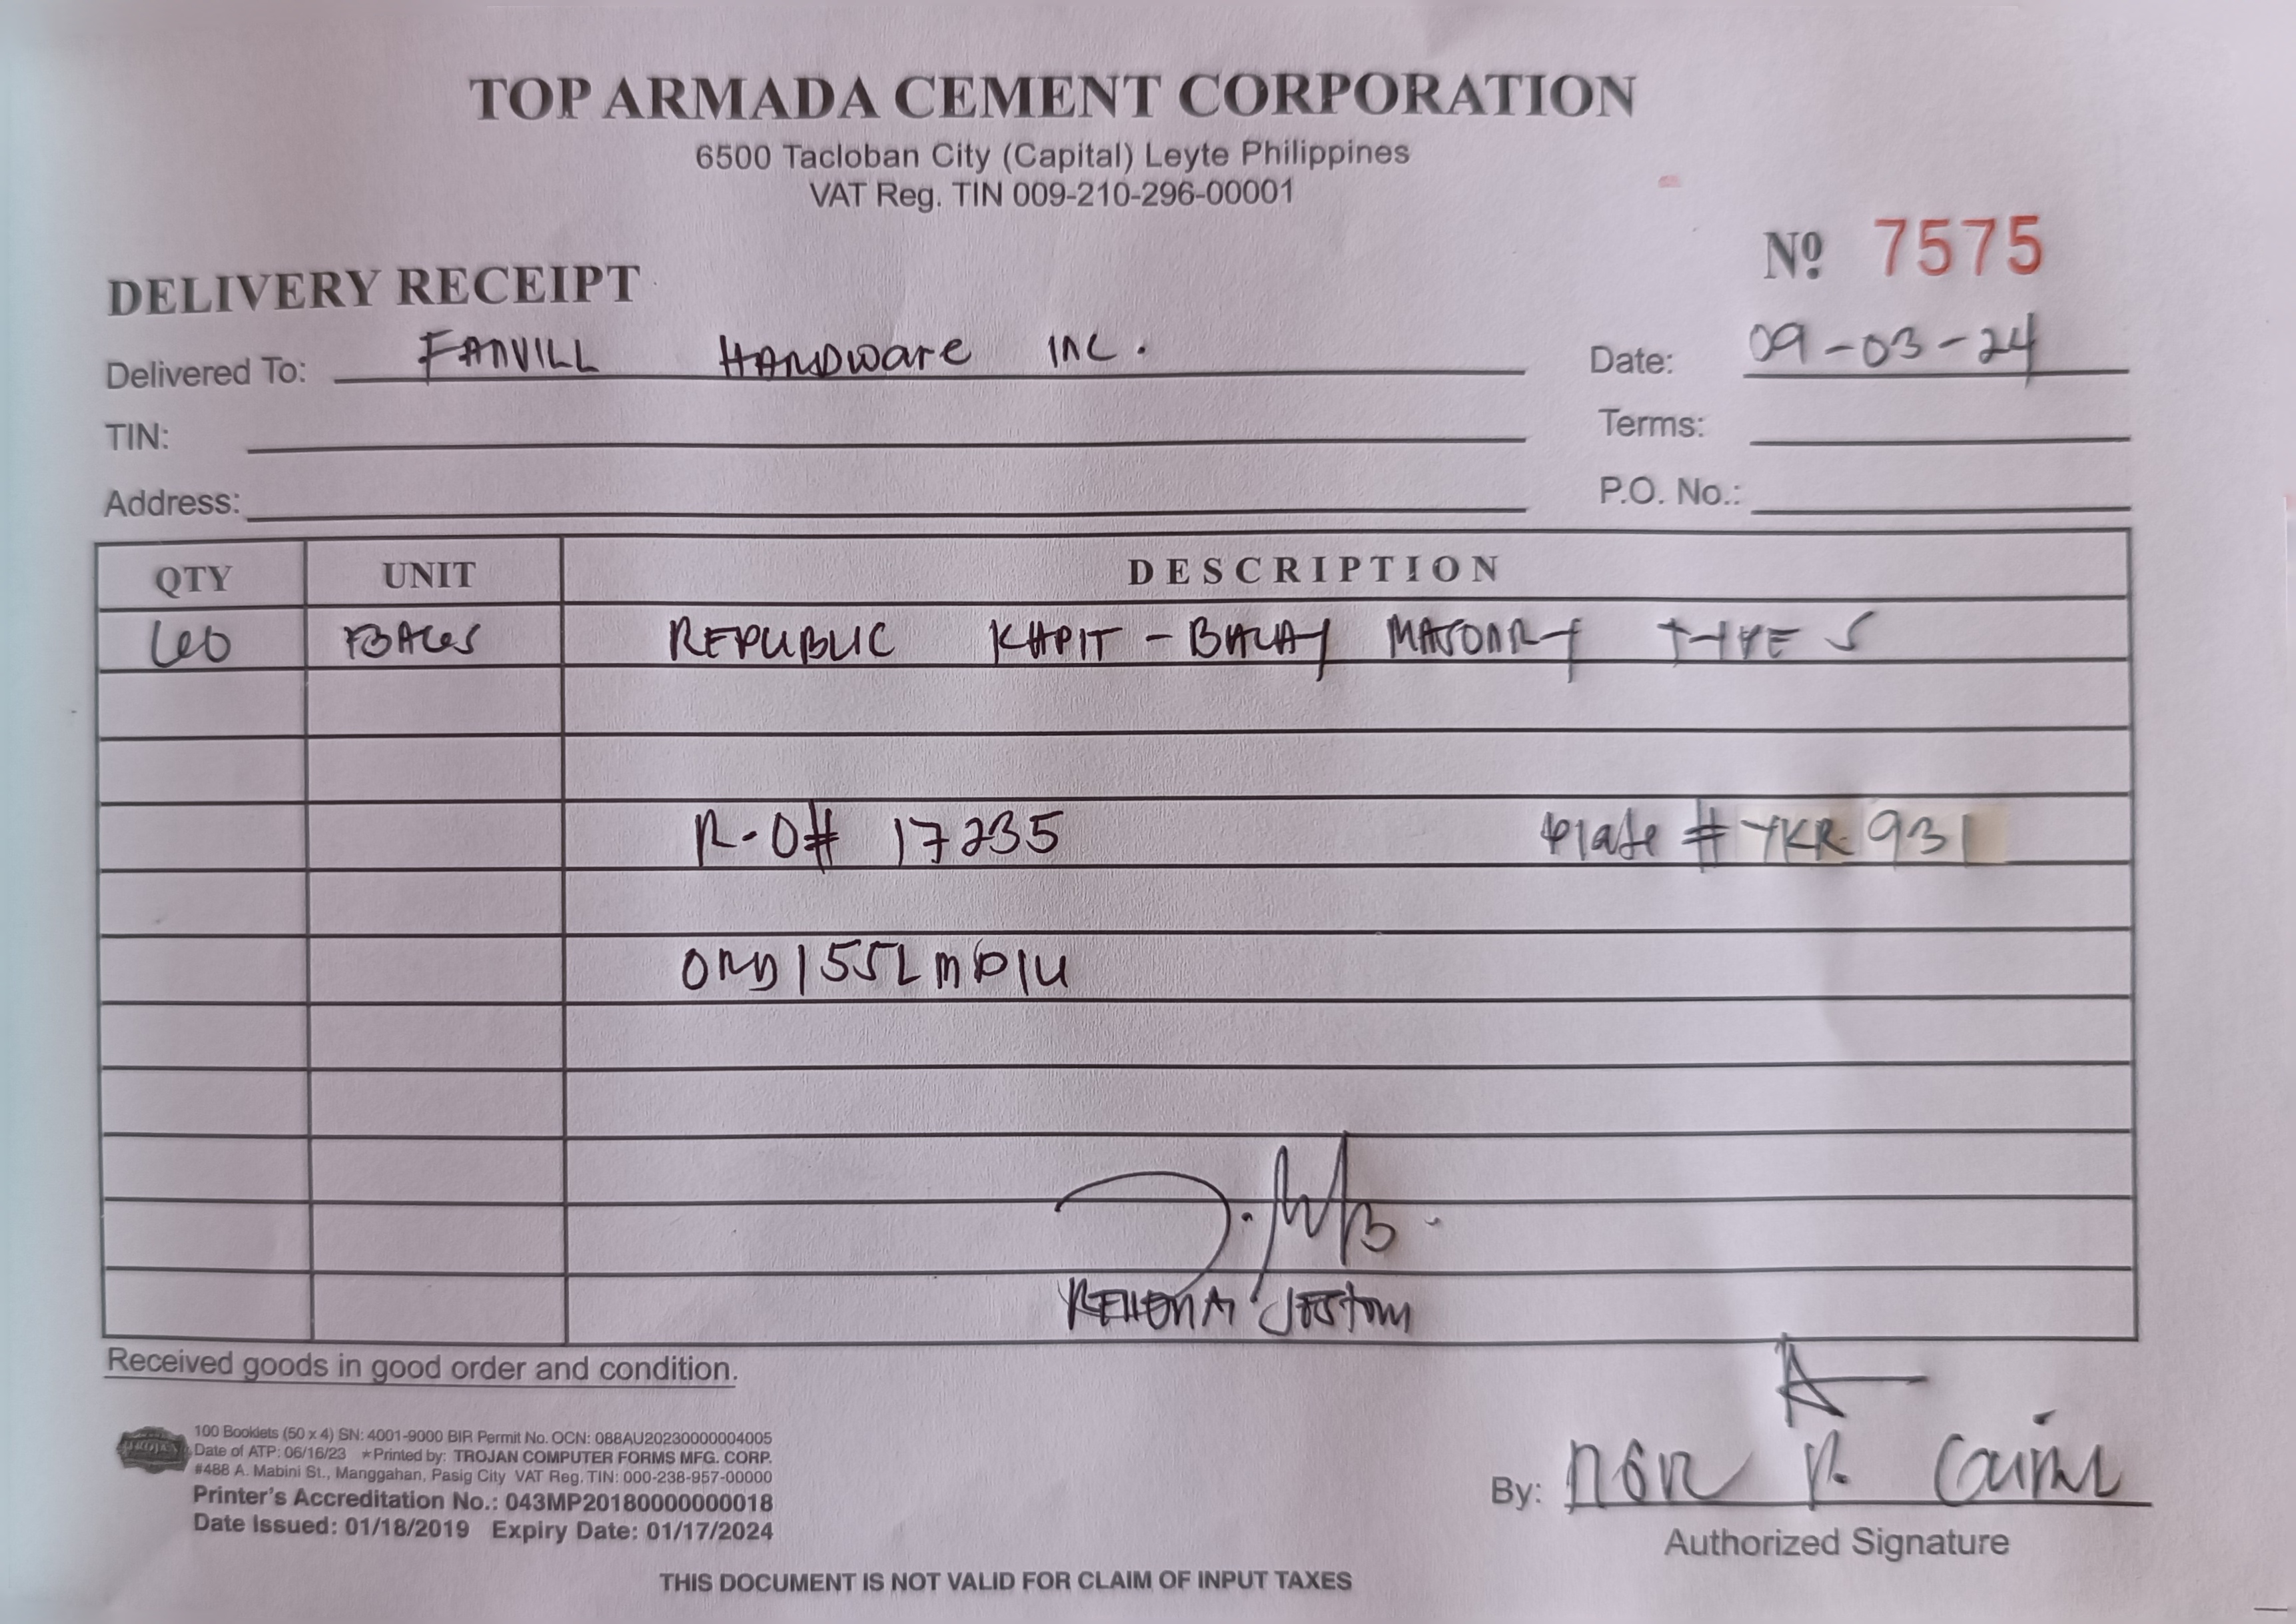 TOP ARMADA CEMENT CORPORATION
6500 Tacloban City (Capital) Leyte Philippines
VAT Reg. TIN 009-210-296-00001
Nº 7575
DELIVERY RECEIPT
Delivered To: FANVILL HARDWARE INC.
Date: 09-03-24
TIN:
Terms:
Address:
P.O. No.:
QTY UNIT DESCRIPTION
REPUBLIC KAPIT-BALAY MASONRY TYPE S
R-O# 17235 Plate # YKR 931
Received goods in good order and condition.
TROJAN
100 Booklets (50 x 4) SN: 4001-9000 BIR Permit No. OCN: 088AU20230000004005
Date of ATP: 06/16/23 *Printed by: TROJAN COMPUTER FORMS MFG. CORP.
#488 A. Mabini St., Manggahan, Pasig City VAT Reg. TIN: 000-238-957-00000
Printer's Accreditation No.: 043MP20180000000018
Date Issued: 01/18/2019 Expiry Date: 01/17/2024
By:
Authorized Signature
THIS DOCUMENT IS NOT VALID FOR CLAIM OF INPUT TAXES